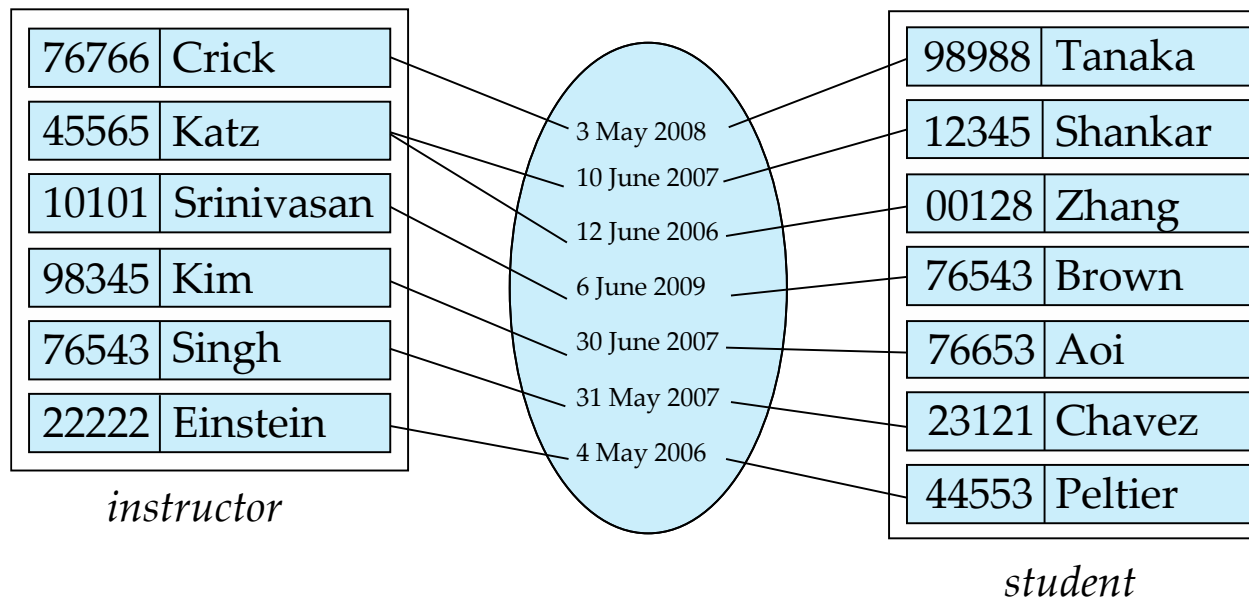 76766 Crick
45565 Katz
10101 Srinivasan
98345 Kim
76543 Singh
22222 Einstein
instructor
3 May 2008
10 June 2007
12 June 2006
6 June 2009
30 June 2007
31 May 2007
4 May 2006
98988 Tanaka
12345 Shankar
00128 Zhang
76543 Brown
76653 Aoi
23121 Chavez
44553 Peltier
student